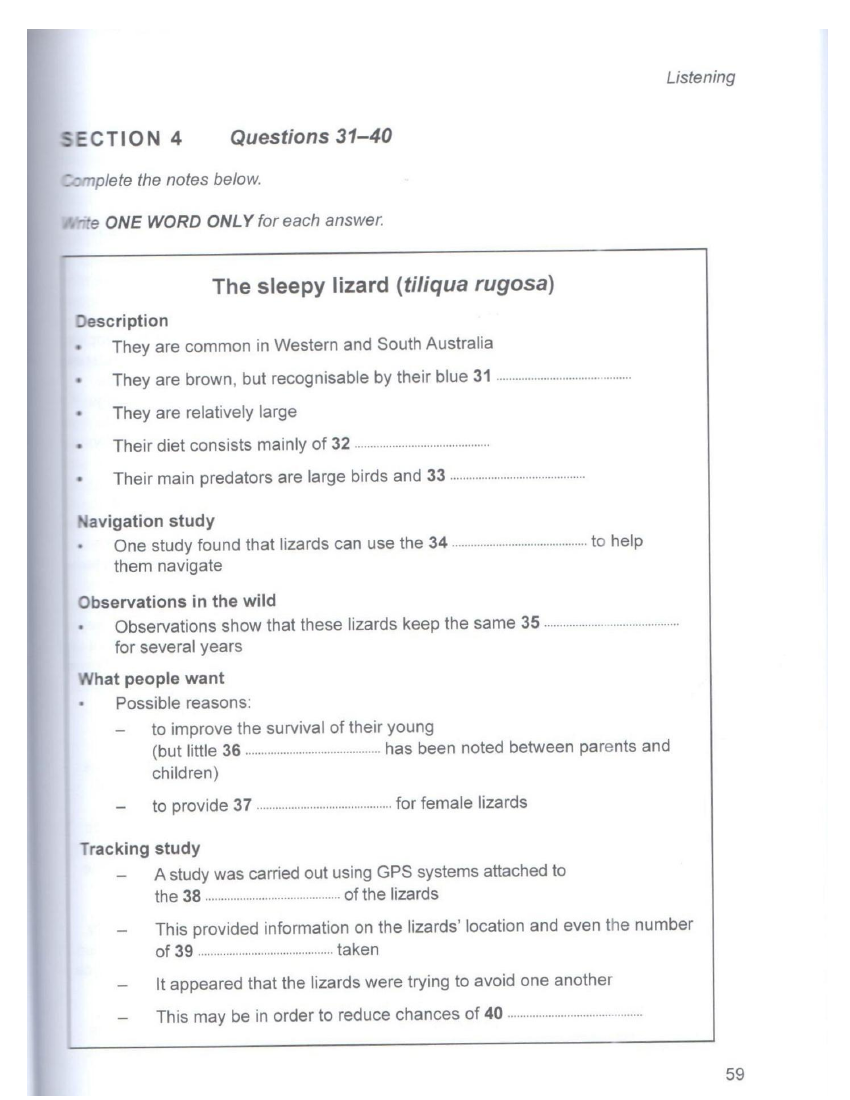 Listening
SECTION 4 Questions 31–40
Complete the notes below.
Write ONE WORD ONLY for each answer.
The sleepy lizard (tiliqua rugosa)
Description
• They are common in Western and South Australia
• They are brown, but recognisable by their blue 31 ........................................
• They are relatively large
• Their diet consists mainly of 32 ........................................
• Their main predators are large birds and 33 ........................................
Navigation study
• One study found that lizards can use the 34 ........................................ to help
them navigate
Observations in the wild
• Observations show that these lizards keep the same 35 ........................................
for several years
What people want
• Possible reasons:
– to improve the survival of their young
(but little 36 ........................................ has been noted between parents and
children)
– to provide 37 ........................................ for female lizards
Tracking study
– A study was carried out using GPS systems attached to
the 38 ........................................ of the lizards
– This provided information on the lizards' location and even the number
of 39 ........................................ taken
– It appeared that the lizards were trying to avoid one another
– This may be in order to reduce chances of 40 ........................................
59